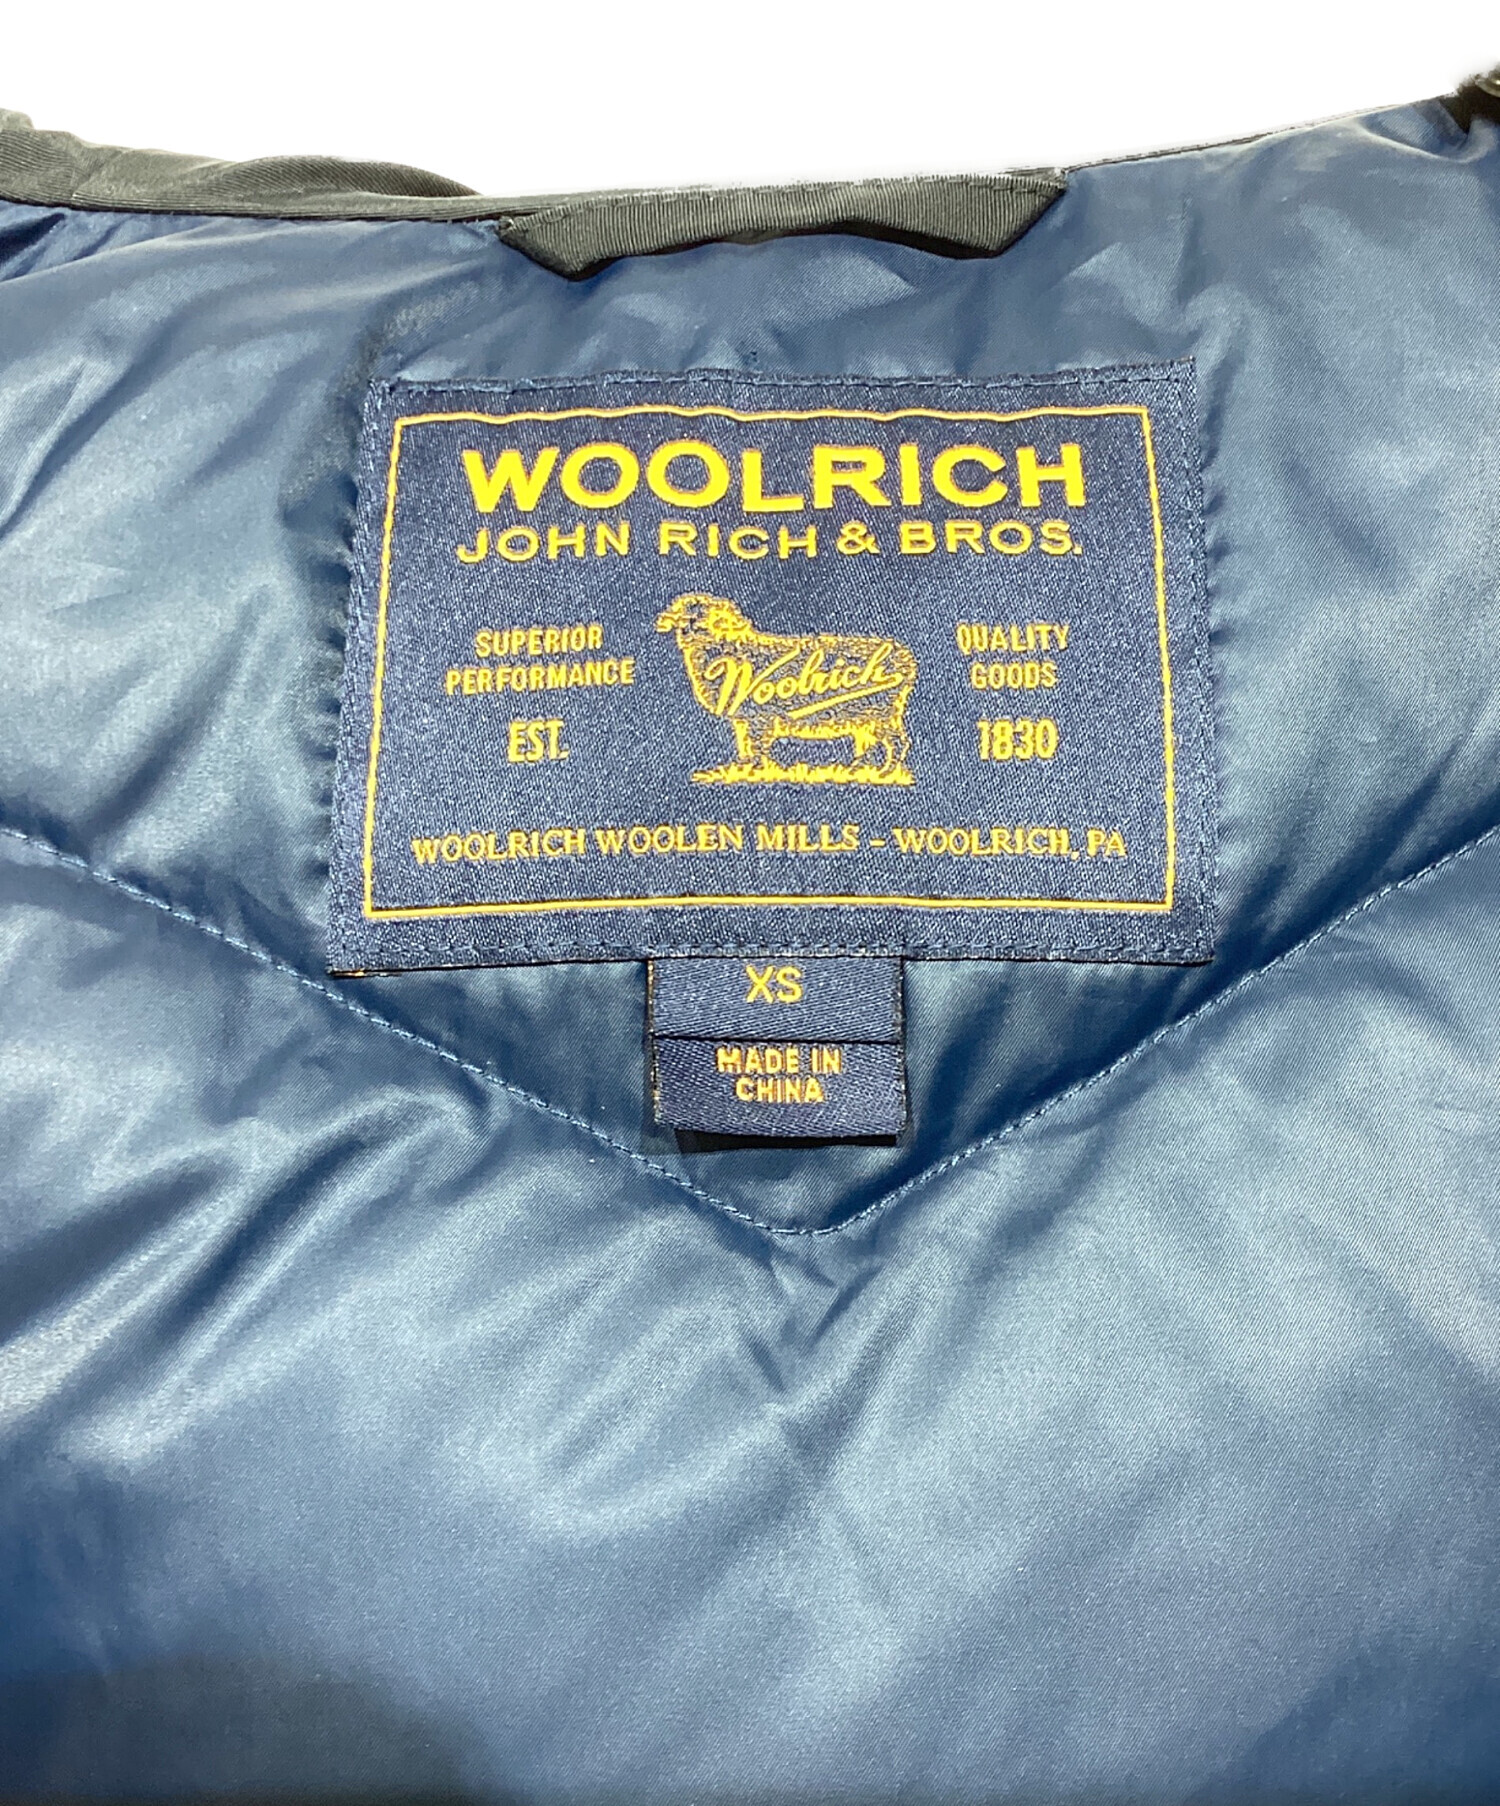 WOOLRICH
JOHN RICH & BROS.
SUPERIOR
PERFORMANCE
EST.
Woolrich
QUALITY
GOODS
1830
WOOLRICH WOOLEN MILLS – WOOLRICH, PA
XS
MADE IN
CHINA